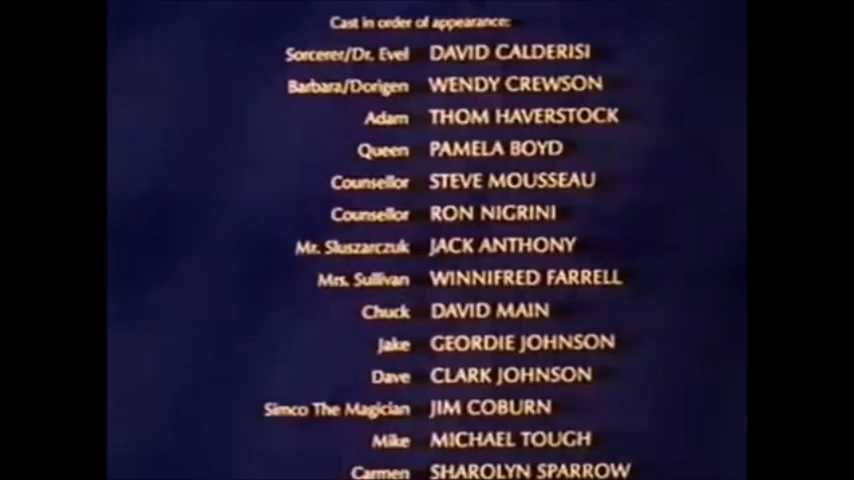 Cast in order of appearance:
Sorcerer/Dr. Evel DAVID CALDERISI
Barbara/Dorigen WENDY CREWSON
Adam THOM HAVERSTOCK
Queen PAMELA BOYD
Counsellor STEVE MOUSSEAU
Counsellor RON NIGRINI
Mr. Sluszarczuk JACK ANTHONY
Mrs. Sullivan WINNIFRED FARRELL
Chuck DAVID MAIN
Jake GEORDIE JOHNSON
Dave CLARK JOHNSON
Simco The Magician JIM COBURN
Mike MICHAEL TOUGH
Carmen SHAROLYN SPARROW